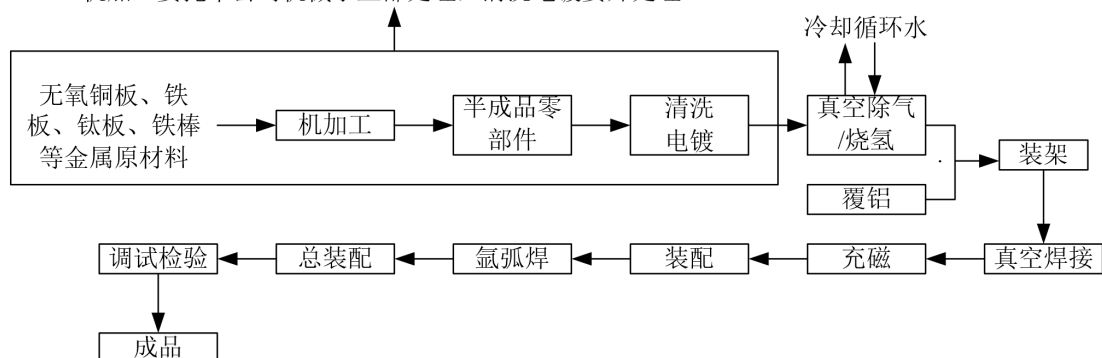 冷却循环水
无氧铜板、铁
板、钛板、铁棒
等金属原材料
机加工
半成品零
部件
清洗
电镀
真空除气
/烧氢
覆铝
装架
真空焊接
充磁
装配
氩弧焊
总装配
调试检验
成品